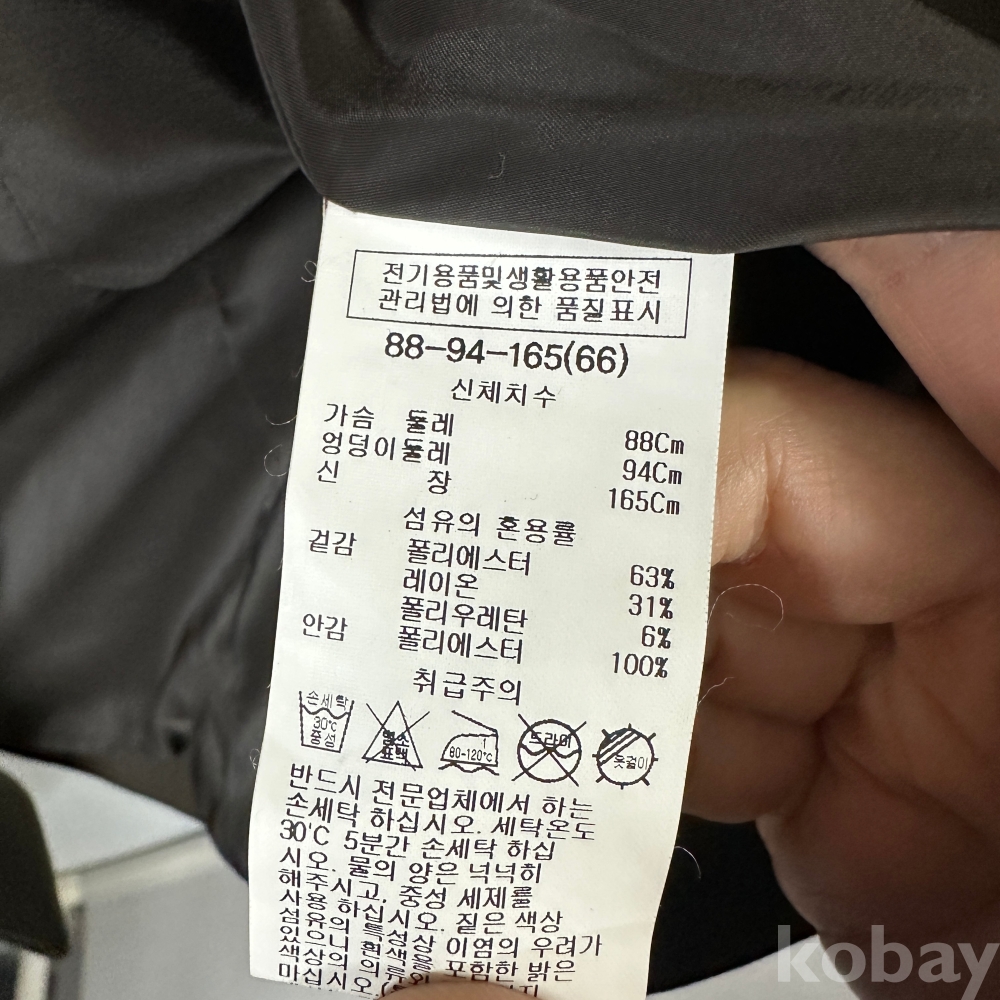 전기용품및생활용품안전
관리법에 의한 품질표시
88-94-165(66)
신체치수
가슴 둘레 88Cm
엉덩이둘레 94Cm
신 장 165Cm
섬유의 혼용률
겉감 폴리에스터 63%
레이온 31%
폴리우레탄 6%
안감 폴리에스터 100%
취급주의
손세탁 30℃ 중성
염소 표백
80-120℃
드라이
옷걸이
반드시 전문업체에서 하는
손세탁 하십시오. 세탁온도
30℃ 5분간 손세탁 하십
시오. 물의 양은 넉넉히
해주시고, 중성 세제를
사용 하십시오. 짙은 색상
섬유의 특성상 이염의 우려가
있으니 흰색을 포함한 밝은
색상의 의류와
마십시오.
kobay